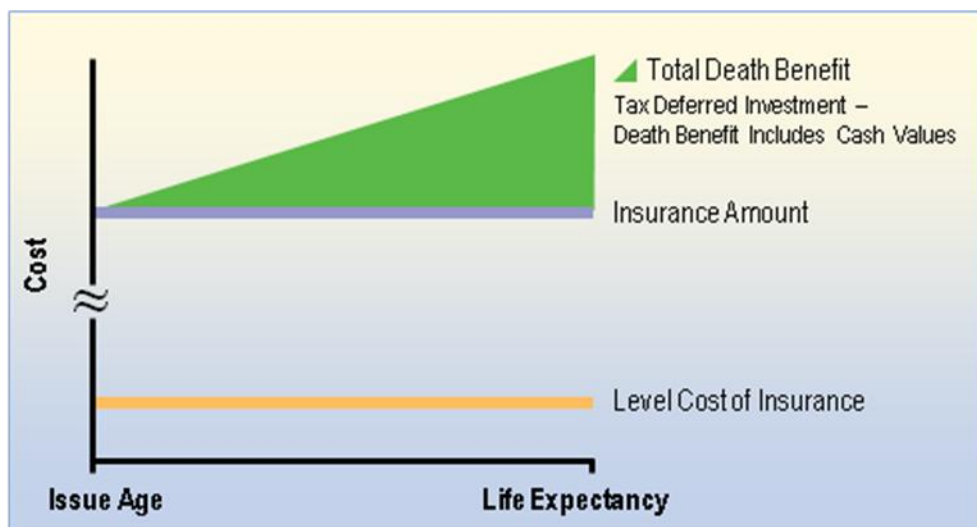 Total Death Benefit
Tax Deferred Investment –
Death Benefit Includes Cash Values
Insurance Amount
Cost
Level Cost of Insurance
Issue Age
Life Expectancy